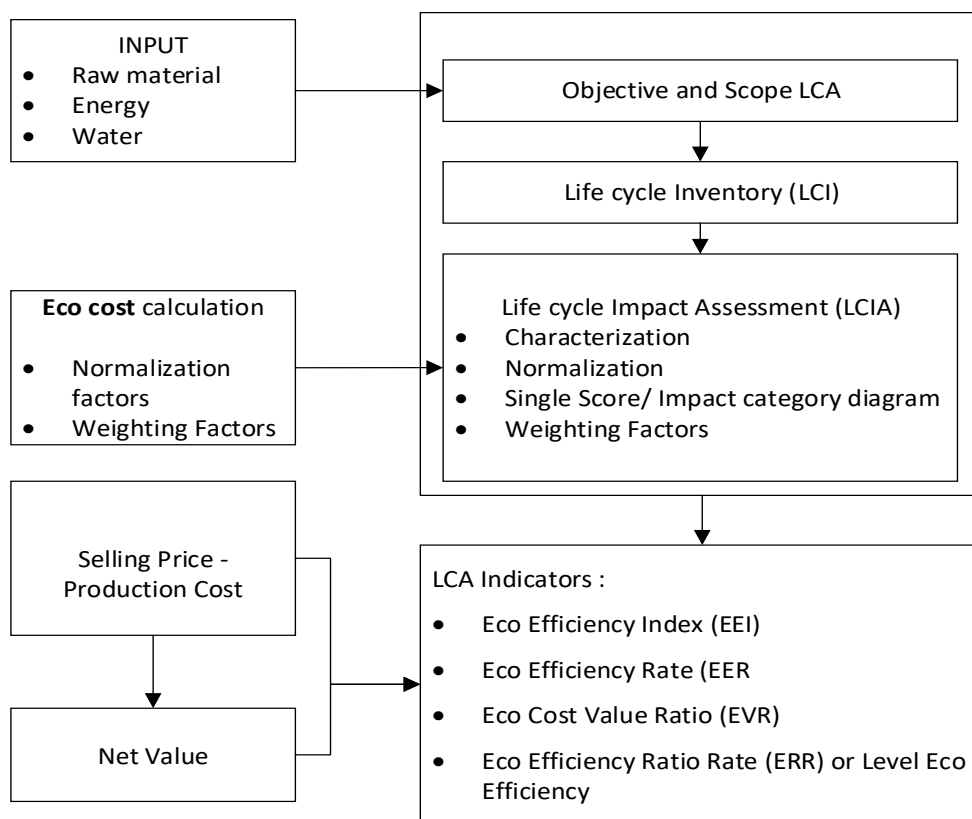 INPUT
• Raw material
• Energy
• Water
Objective and Scope LCA
Life cycle Inventory (LCI)
Eco cost calculation
• Normalization
factors
• Weighting Factors
Life cycle Impact Assessment (LCIA)
• Characterization
• Normalization
• Single Score/ Impact category diagram
• Weighting Factors
Selling Price -
Production Cost
Net Value
LCA Indicators :
• Eco Efficiency Index (EEI)
• Eco Efficiency Rate (EER
• Eco Cost Value Ratio (EVR)
• Eco Efficiency Ratio Rate (ERR) or Level Eco
Efficiency